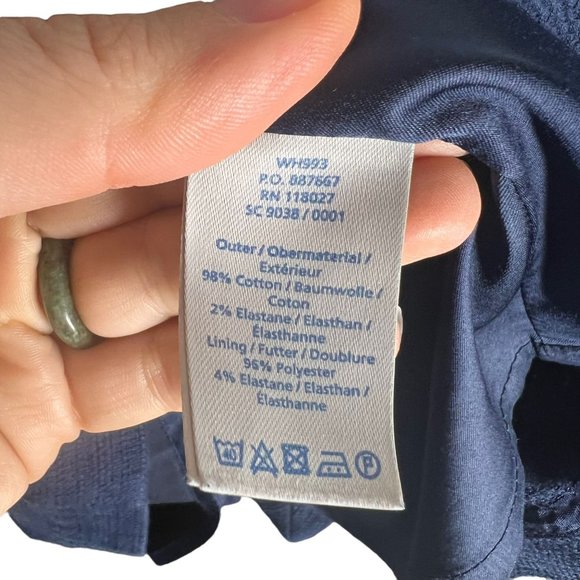 WH993
P.O. 887667
RN 118027
SC 9038 / 0001
Outer / Obermaterial /
Extérieur
98% Cotton / Baumwolle /
Coton
2% Elastane / Elasthan /
Élasthanne
Lining / Futter / Doublure
96% Polyester
4% Elastane / Elasthan /
Élasthanne
40 P